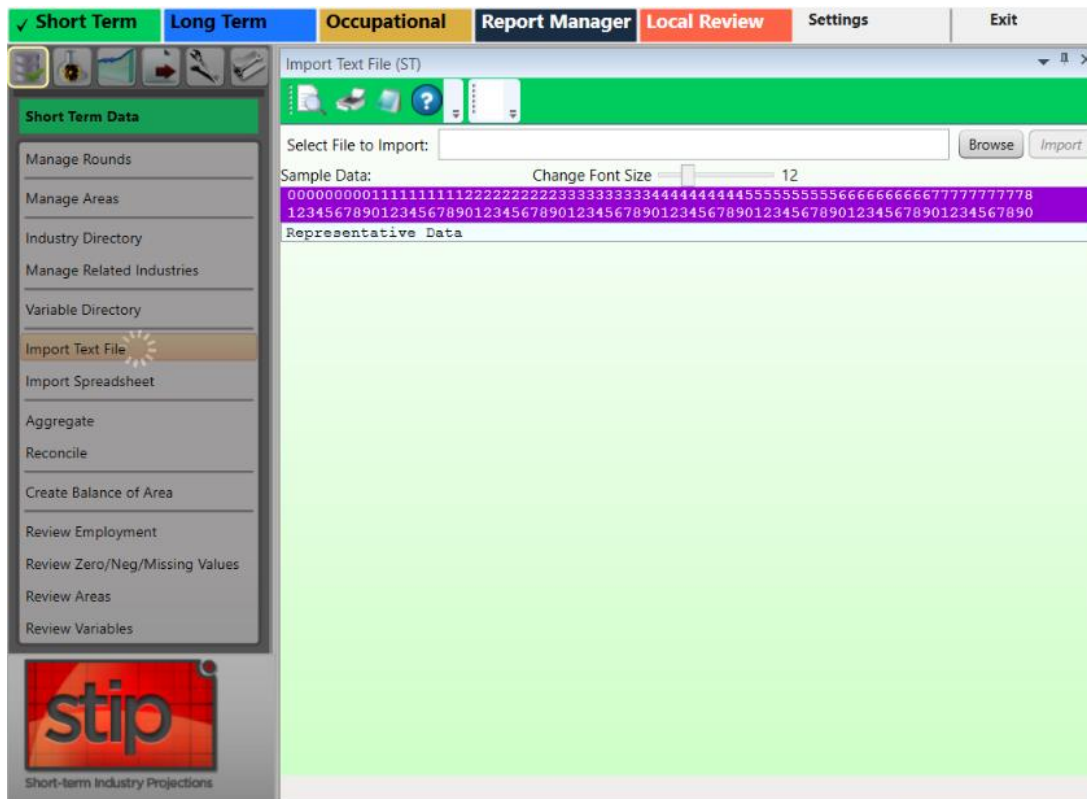 ✓ Short Term Long Term Occupational Report Manager Local Review Settings Exit
Import Text File (ST)
Short Term Data
Manage Rounds
Manage Areas
Industry Directory
Manage Related Industries
Variable Directory
Import Text File
Import Spreadsheet
Aggregate
Reconcile
Create Balance of Area
Review Employment
Review Zero/Neg/Missing Values
Review Areas
Review Variables
stip
Short-term Industry Projections
?
Select File to Import: Browse Import
Sample Data: Change Font Size 12
00000000011111111112222222222333333333344444444445555555555666666666677777777778
12345678901234567890123456789012345678901234567890123456789012345678901234567890
Representative Data